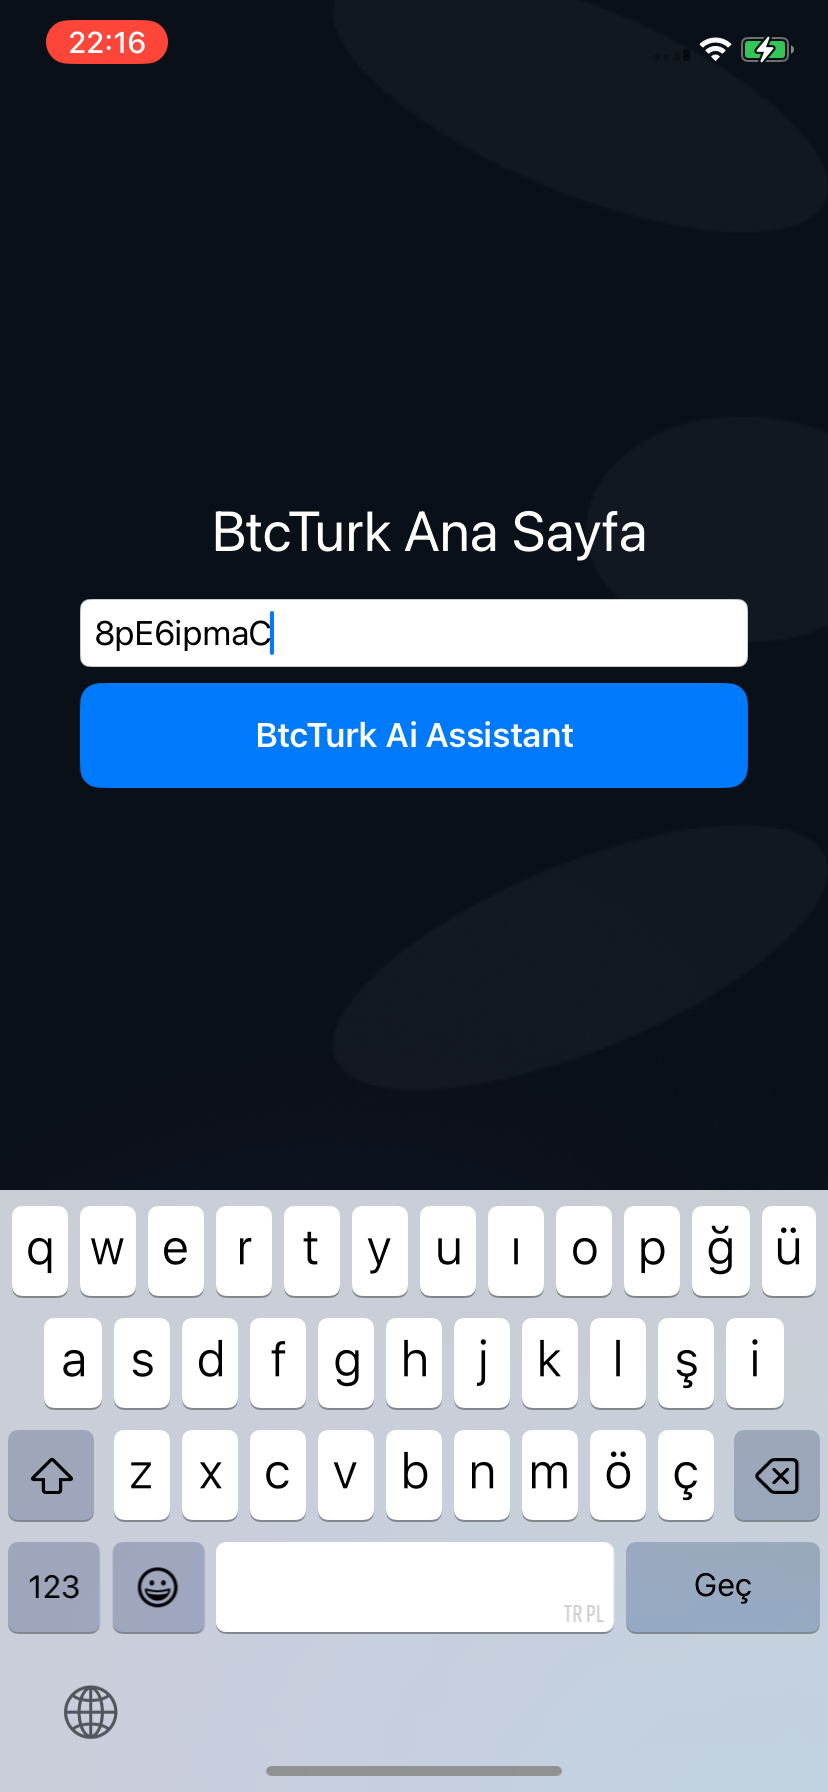 22:16
BtcTurk Ana Sayfa
8pE6ipmaC
BtcTurk Ai Assistant
q w e r t y u ı o p ğ ü
a s d f g h j k l ş i
z x c v b n m ö ç
123 TR PL Geç